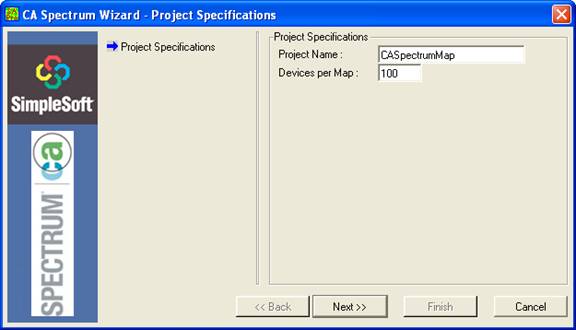 CA Spectrum Wizard - Project Specifications
SimpleSoft
SPECTRUM® ca
Project Specifications
Project Specifications
Project Name : CASpectrumMap
Devices per Map : 100
<< Back Next >> Finish Cancel